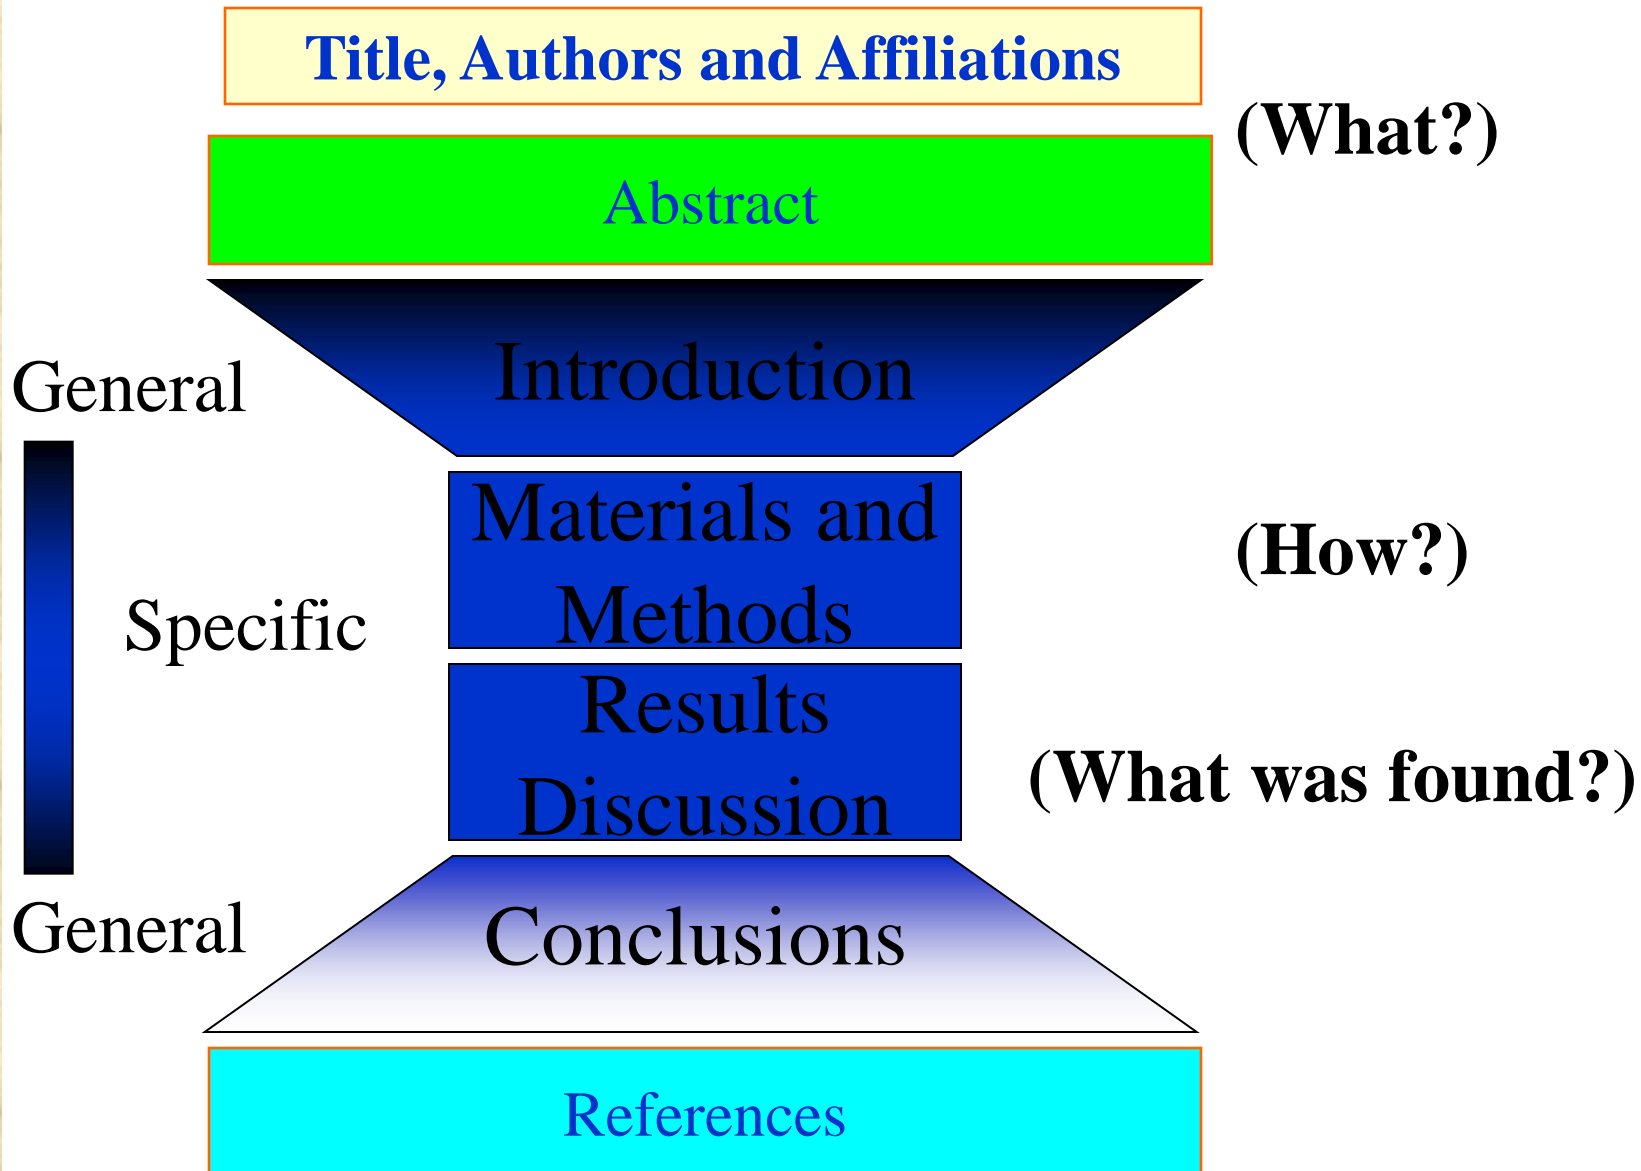 Title, Authors and Affiliations
(What?)
Abstract
Introduction
General
Materials and
Methods
(How?)
Specific
Results
Discussion
(What was found?)
General
Conclusions
References